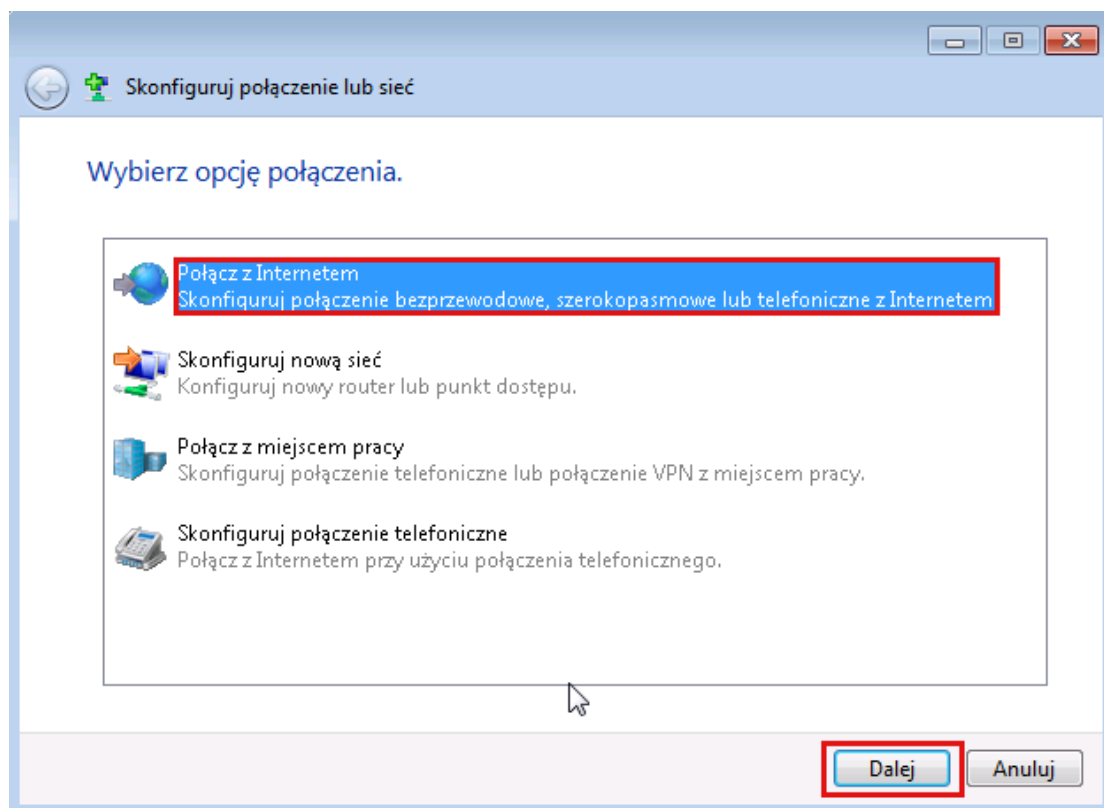 Skonfiguruj połączenie lub sieć
Wybierz opcję połączenia.
Połącz z Internetem
Skonfiguruj połączenie bezprzewodowe, szerokopasmowe lub telefoniczne z Internetem
Skonfiguruj nową sieć
Konfiguruj nowy router lub punkt dostępu.
Połącz z miejscem pracy
Skonfiguruj połączenie telefoniczne lub połączenie VPN z miejscem pracy.
Skonfiguruj połączenie telefoniczne
Połącz z Internetem przy użyciu połączenia telefonicznego.
Dalej Anuluj